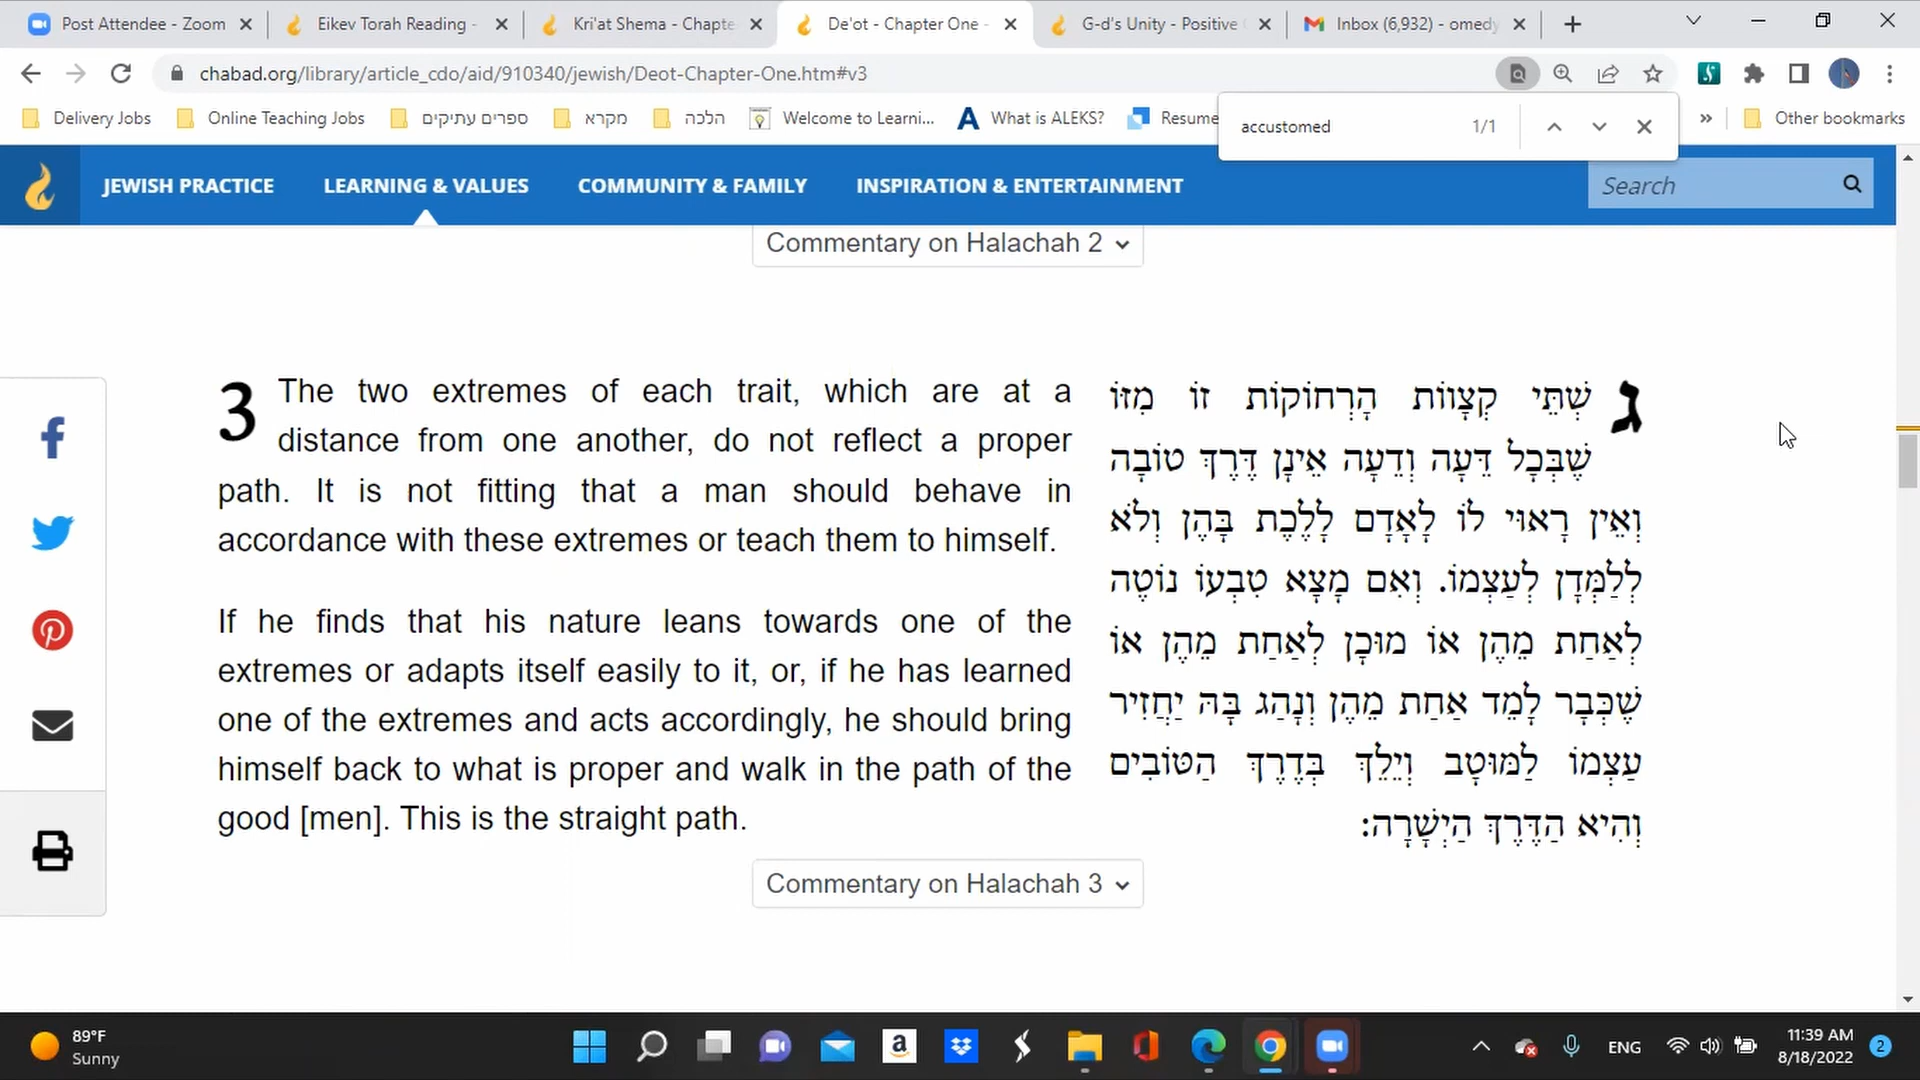 Post Attendee - Zoom
Eikev Torah Reading -
Kri'at Shema - Chapte
De'ot - Chapter One -
G-d's Unity - Positive
Inbox (6,932) - omedy
chabad.org/library/article_cdo/aid/910340/jewish/Deot-Chapter-One.htm#v3
Delivery Jobs
Online Teaching Jobs
ספרים עתיקים
מקרא
הלכה
Welcome to Learni...
What is ALEKS?
Resume
accustomed 1/1
Other bookmarks
JEWISH PRACTICE
LEARNING & VALUES
COMMUNITY & FAMILY
INSPIRATION & ENTERTAINMENT
Search
Commentary on Halachah 2
3 The two extremes of each trait, which are at a
distance from one another, do not reflect a proper
path. It is not fitting that a man should behave in
accordance with these extremes or teach them to himself.
If he finds that his nature leans towards one of the
extremes or adapts itself easily to it, or, if he has learned
one of the extremes and acts accordingly, he should bring
himself back to what is proper and walk in the path of the
good [men]. This is the straight path.
ג שְׁתֵּי קְצָווֹת הָרְחוֹקוֹת זוֹ מִזּוֹ
שֶׁבְּכָל דֵּעָה וְדֵעָה אֵינָן דֶּרֶךְ טוֹבָה
וְאֵין רָאוּי לוֹ לָאָדָם לָלֶכֶת בָּהֶן וְלֹא
לְלַמְּדָן לְעַצְמוֹ. וְאִם מָצָא טִבְעוֹ נוֹטֶה
לְאַחַת מֵהֶן אוֹ מוּכָן לְאַחַת מֵהֶן אוֹ
שֶׁכְּבָר לָמֵד אַחַת מֵהֶן וְנָהַג בָּהּ יַחֲזִיר
עַצְמוֹ לַמּוּטָב וְיֵלֵךְ בְּדֶרֶךְ הַטּוֹבִים
וְהִיא הַדֶּרֶךְ הַיְשָׁרָה:
Commentary on Halachah 3
89°F
Sunny
ENG
11:39 AM
8/18/2022
2